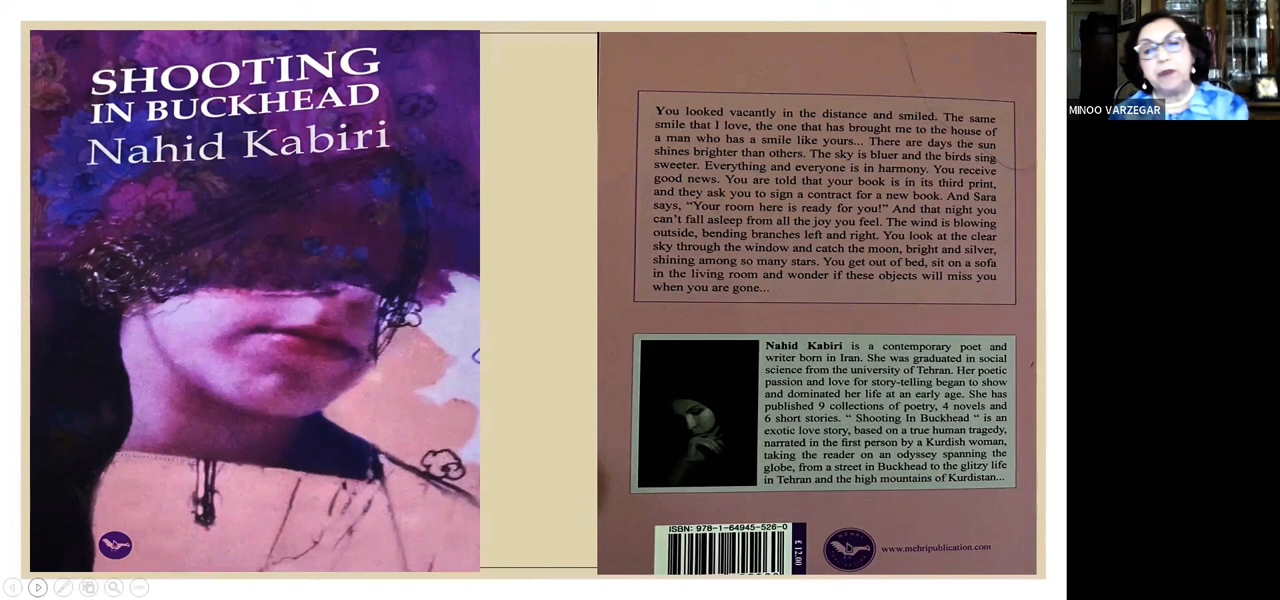 SHOOTING
IN BUCKHEAD
Nahid Kabiri
You looked vacantly in the distance and smiled. The same
smile that I love, the one that has brought me to the house of
a man who has a smile like yours... There are days the sun
shines brighter than others. The sky is bluer and the birds sing
sweeter. Everything and everyone is in harmony. You receive
good news. You are told that your book is in its third print,
and they ask you to sign a contract for a new book. And Sara
says, “Your room here is ready for you!” And that night you
can’t fall asleep from all the joy you feel. The wind is blowing
outside, bending branches left and right. You look at the clear
sky through the window and catch the moon, bright and silver,
shining among so many stars. You get out of bed, sit on a sofa
in the living room and wonder if these objects will miss you
when you are gone...
Nahid Kabiri is a contemporary poet and
writer born in Iran. She was graduated in social
science from the university of Tehran. Her poetic
passion and love for story-telling began to show
and dominated her life at an early age. She has
published 9 collections of poetry, 4 novels and
6 short stories. “ Shooting In Buckhead “ is an
exotic love story, based on a true human tragedy,
narrated in the first person by a Kurdish woman,
taking the reader on an odyssey spanning the
globe, from a street in Buckhead to the glitzy life
in Tehran and the high mountains of Kurdistan...
ISBN: 978-1-64945-526-0
£ 12.00
MEHRI
www.mehripublication.com
MINOO VARZEGAR